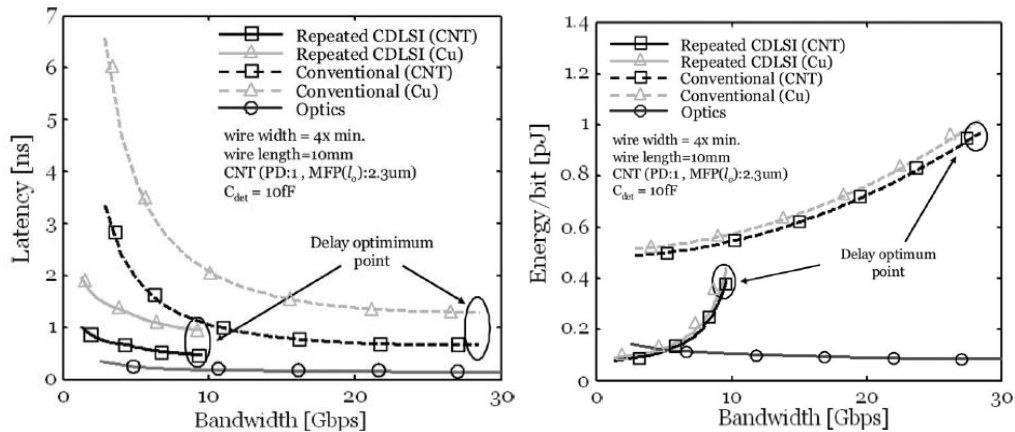 7
6
5
4
3
2
1
0
Latency [ns]
Repeated CDLSI (CNT)
Repeated CDLSI (Cu)
Conventional (CNT)
Conventional (Cu)
Optics
wire width = 4x min.
wire length=10mm
CNT (PD:1 , MFP(lo):2.3um)
Cdet = 10fF
Delay optimimum
point
0 10 20 30
Bandwidth [Gbps]
1.4
1.2
1
0.8
0.6
0.4
0.2
0
Energy/bit [pJ]
Repeated CDLSI (CNT)
Repeated CDLSI (Cu)
Conventional (CNT)
Conventional (Cu)
Optics
wire width = 4x min.
wire length=10mm
CNT (PD:1 , MFP(lo):2.3um)
Cdet = 10fF
Delay optimum
point
0 10 20 30
Bandwidth [Gbps]